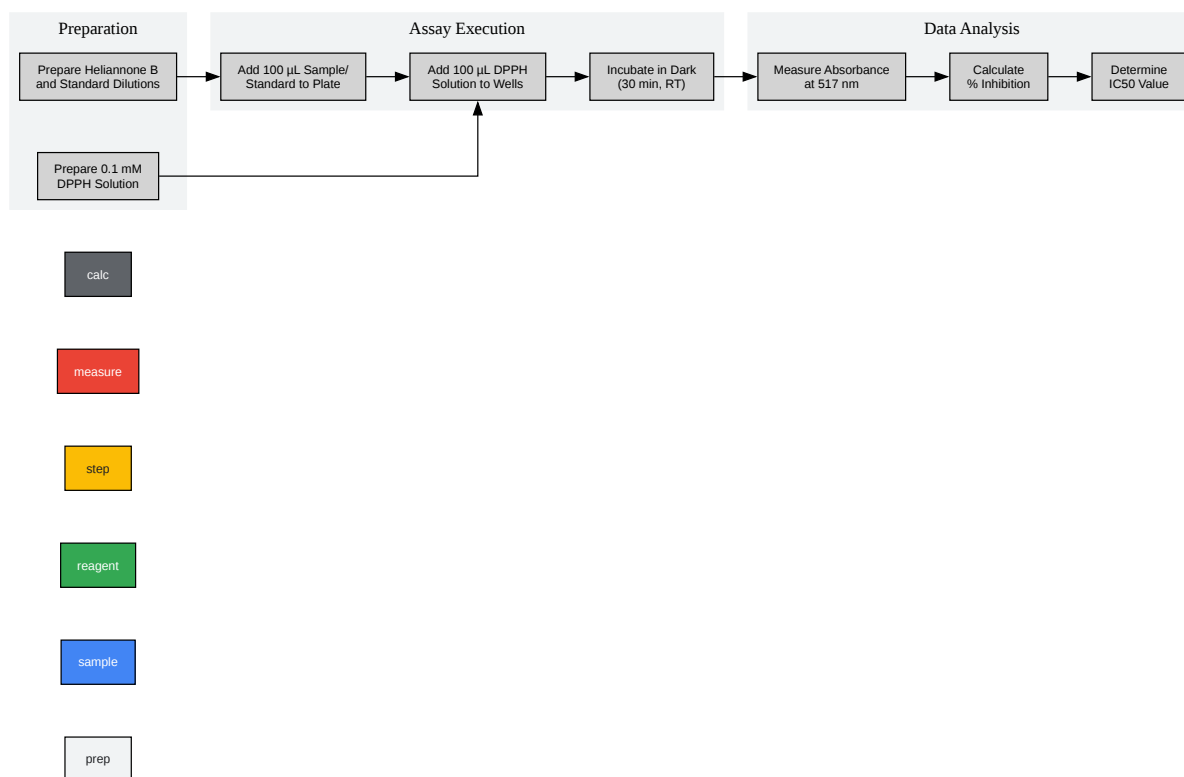 Preparation
Assay Execution
Data Analysis
Prepare Heliannone B
and Standard Dilutions
Add 100 µL Sample/
Standard to Plate
Add 100 µL DPPH
Solution to Wells
Incubate in Dark
(30 min, RT)
Measure Absorbance
at 517 nm
Calculate
% Inhibition
Determine
IC50 Value
Prepare 0.1 mM
DPPH Solution
calc
measure
step
reagent
sample
prep